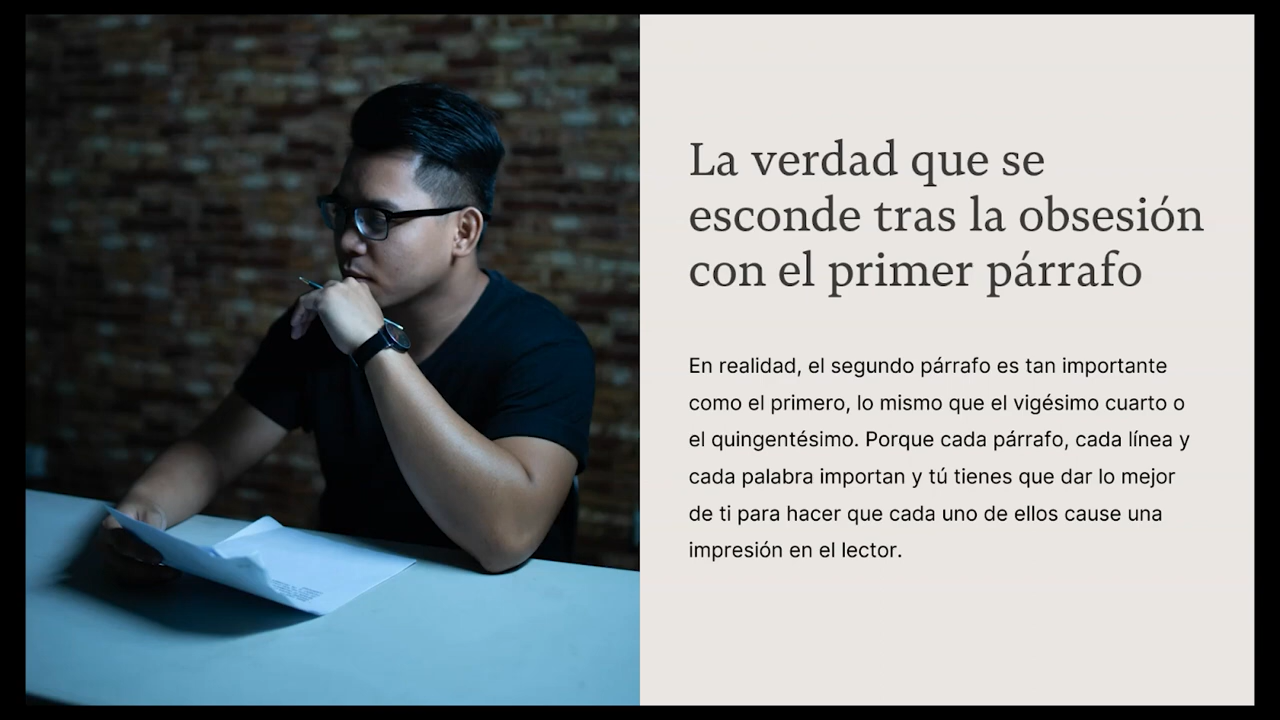 La verdad que se
esconde tras la obsesión
con el primer párrafo
En realidad, el segundo párrafo es tan importante
como el primero, lo mismo que el vigésimo cuarto o
el quingentésimo. Porque cada párrafo, cada línea y
cada palabra importan y tú tienes que dar lo mejor
de ti para hacer que cada uno de ellos cause una
impresión en el lector.